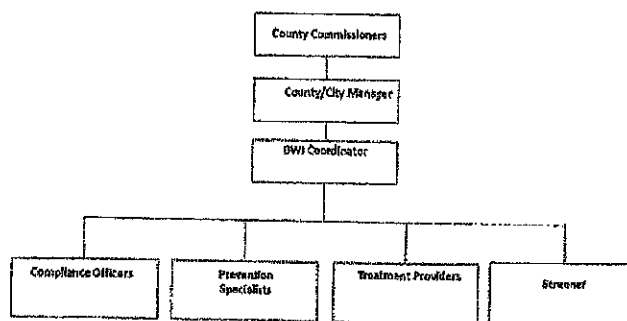 County Commissioners
County/City Manager
DWI Coordinator
Compliance Officers
Prevention
Specialists
Treatment Providers
Screener